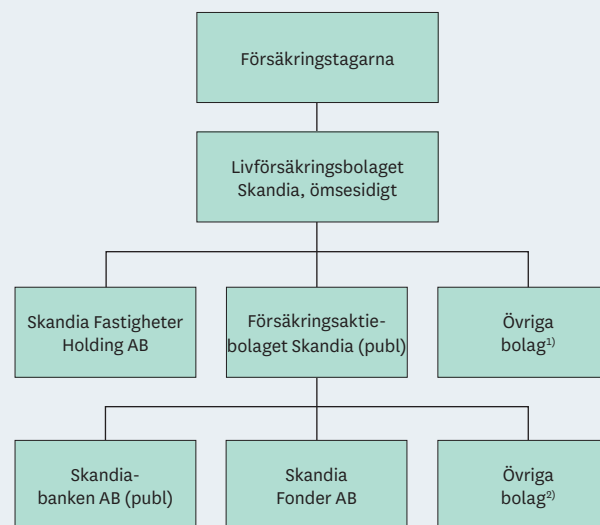 Försäkringstagarna
Livförsäkringsbolaget
Skandia, ömsesidigt
Skandia Fastigheter
Holding AB
Försäkringsaktie-
bolaget Skandia (publ)
Övriga
bolag¹⁾
Skandia-
banken AB (publ)
Skandia
Fonder AB
Övriga
bolag²⁾